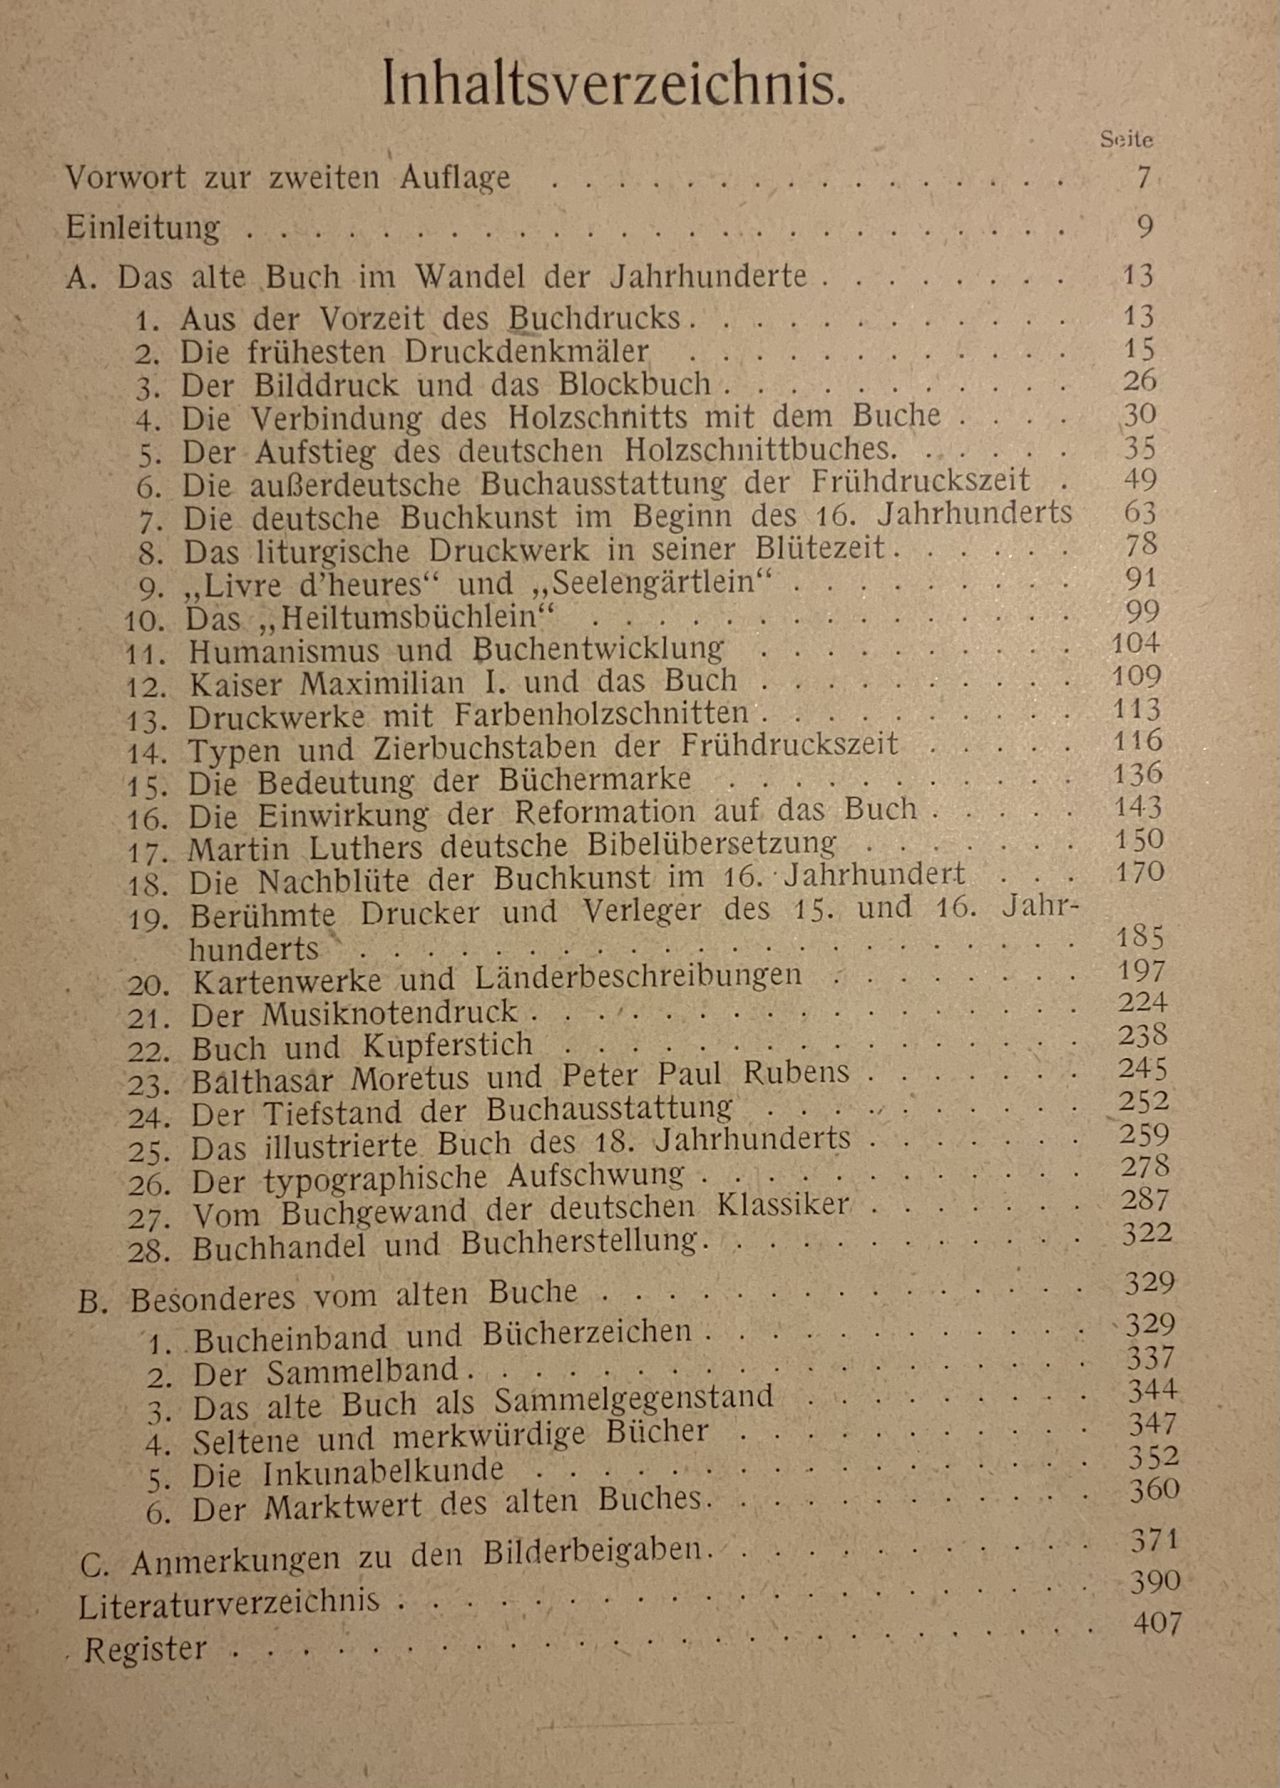 Inhaltsverzeichnis.
Seite
Vorwort zur zweiten Auflage . . . . . . . . . . . . . . . . 7
Einleitung . . . . . . . . . . . . . . . . . . . . . . . . . 9
A. Das alte Buch im Wandel der Jahrhunderte . . . . . . . . 13
1. Aus der Vorzeit des Buchdrucks . . . . . . . . . . . . 13
2. Die frühesten Druckdenkmäler . . . . . . . . . . . . 15
3. Der Bilddruck und das Blockbuch . . . . . . . . . . . 26
4. Die Verbindung des Holzschnitts mit dem Buche . . . . 30
5. Der Aufstieg des deutschen Holzschnittbuches . . . . . . 35
6. Die außerdeutsche Buchausstattung der Frühdruckszeit . 49
7. Die deutsche Buchkunst im Beginn des 16. Jahrhunderts 63
8. Das liturgische Druckwerk in seiner Blütezeit . . . . . . 78
9. „Livre d'heures“ und „Seelengärtlein“ . . . . . . . . . 91
10. Das „Heiltumsbüchlein“ . . . . . . . . . . . . . . . 99
11. Humanismus und Buchentwicklung . . . . . . . . . . 104
12. Kaiser Maximilian I. und das Buch . . . . . . . . . . 109
13. Druckwerke mit Farbenholzschnitten . . . . . . . . . . 113
14. Typen und Zierbuchstaben der Frühdruckszeit . . . . . 116
15. Die Bedeutung der Büchermarke . . . . . . . . . . . 136
16. Die Einwirkung der Reformation auf das Buch . . . . . 143
17. Martin Luthers deutsche Bibelübersetzung . . . . . . . 150
18. Die Nachblüte der Buchkunst im 16. Jahrhundert . . . 170
19. Berühmte Drucker und Verleger des 15. und 16. Jahr-
hunderts . . . . . . . . . . . . . . . . . . . . . . 185
20. Kartenwerke und Länderbeschreibungen . . . . . . . . 197
21. Der Musiknotendruck . . . . . . . . . . . . . . . . . 224
22. Buch und Kupferstich . . . . . . . . . . . . . . . . 238
23. Balthasar Moretus und Peter Paul Rubens . . . . . . . 245
24. Der Tiefstand der Buchausstattung . . . . . . . . . . 252
25. Das illustrierte Buch des 18. Jahrhunderts . . . . . . . 259
26. Der typographische Aufschwung . . . . . . . . . . . . 278
27. Vom Buchgewand der deutschen Klassiker . . . . . . . 287
28. Buchhandel und Buchherstellung . . . . . . . . . . . . 322
B. Besonderes vom alten Buche . . . . . . . . . . . . . . . 329
1. Bucheinband und Bücherzeichen . . . . . . . . . . . . 329
2. Der Sammelband . . . . . . . . . . . . . . . . . . . 337
3. Das alte Buch als Sammelgegenstand . . . . . . . . . 344
4. Seltene und merkwürdige Bücher . . . . . . . . . . . 347
5. Die Inkunabelkunde . . . . . . . . . . . . . . . . . 352
6. Der Marktwert des alten Buches . . . . . . . . . . . . 360
C. Anmerkungen zu den Bilderbeigaben . . . . . . . . . . . . 371
Literaturverzeichnis . . . . . . . . . . . . . . . . . . . . . 390
Register . . . . . . . . . . . . . . . . . . . . . . . . . . 407